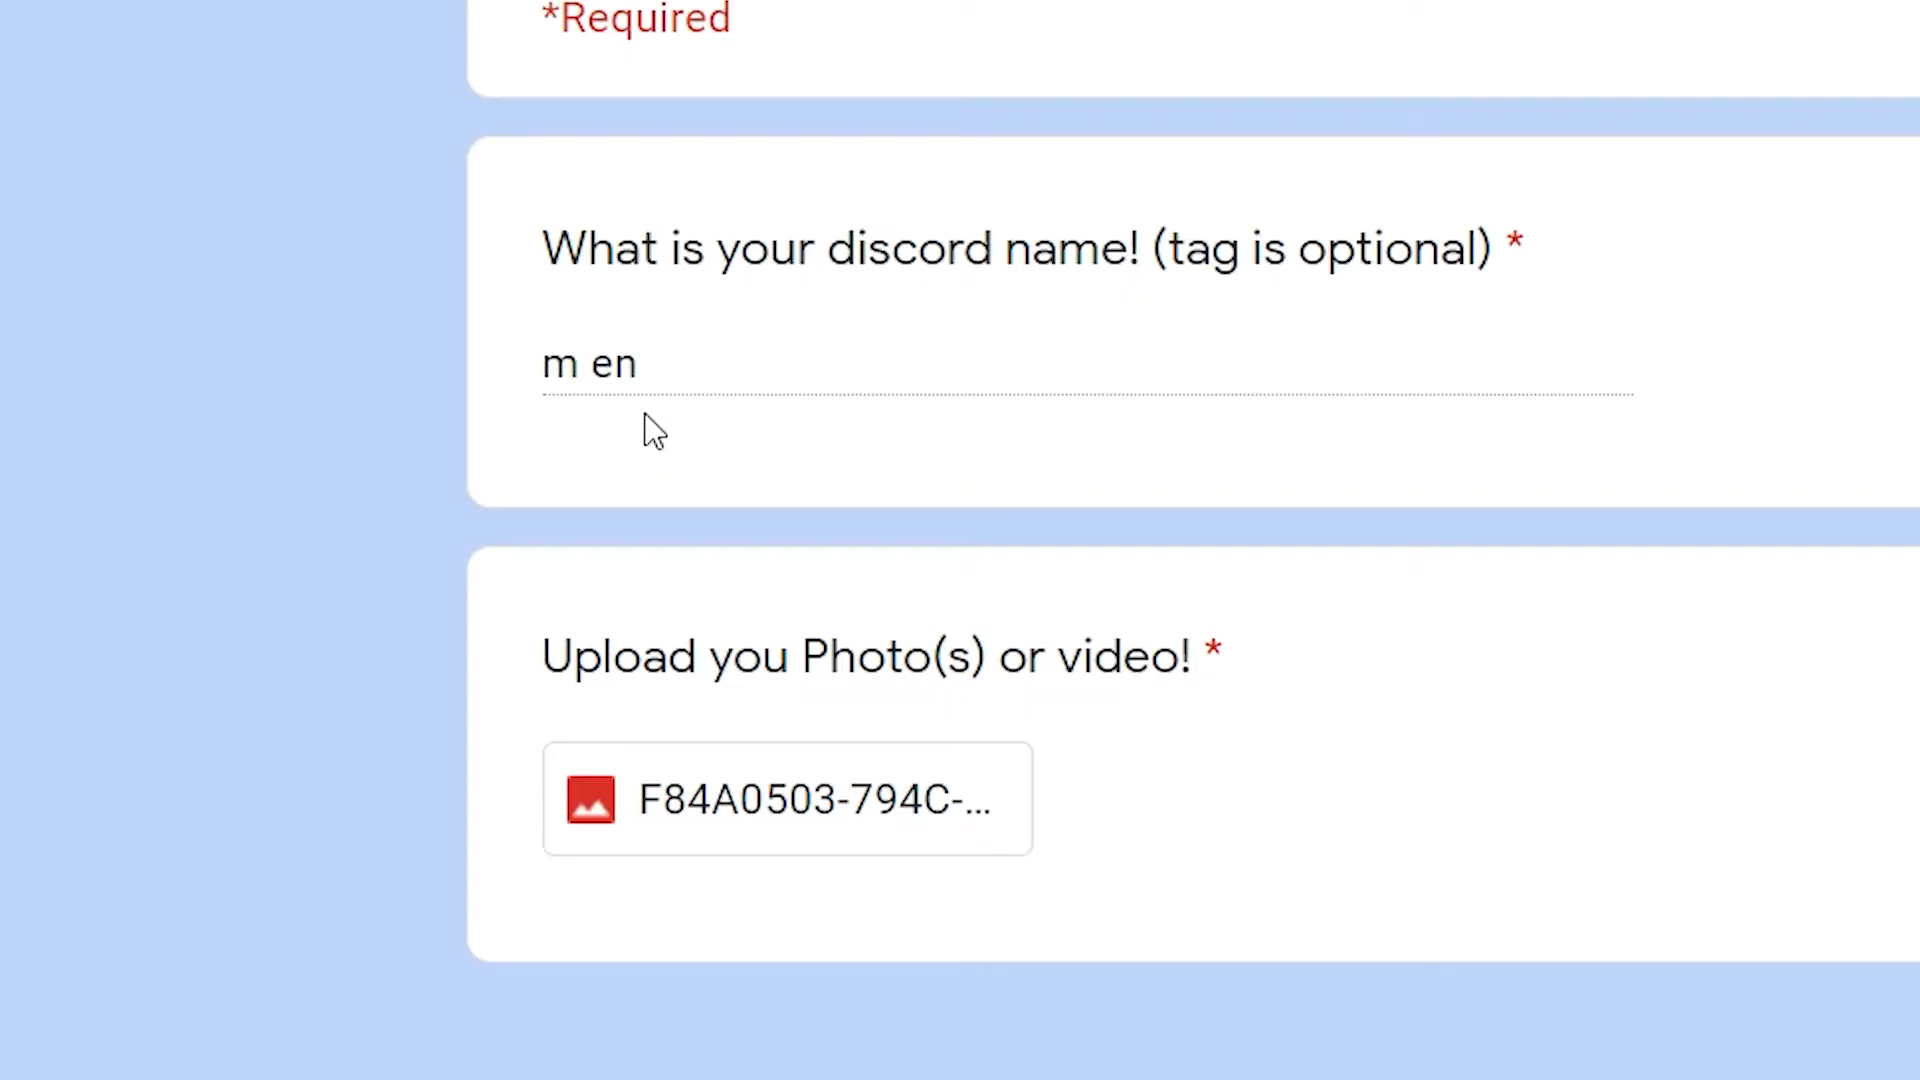 *Required
What is your discord name! (tag is optional) *
m en
Upload you Photo(s) or video! *
F84A0503-794C-...